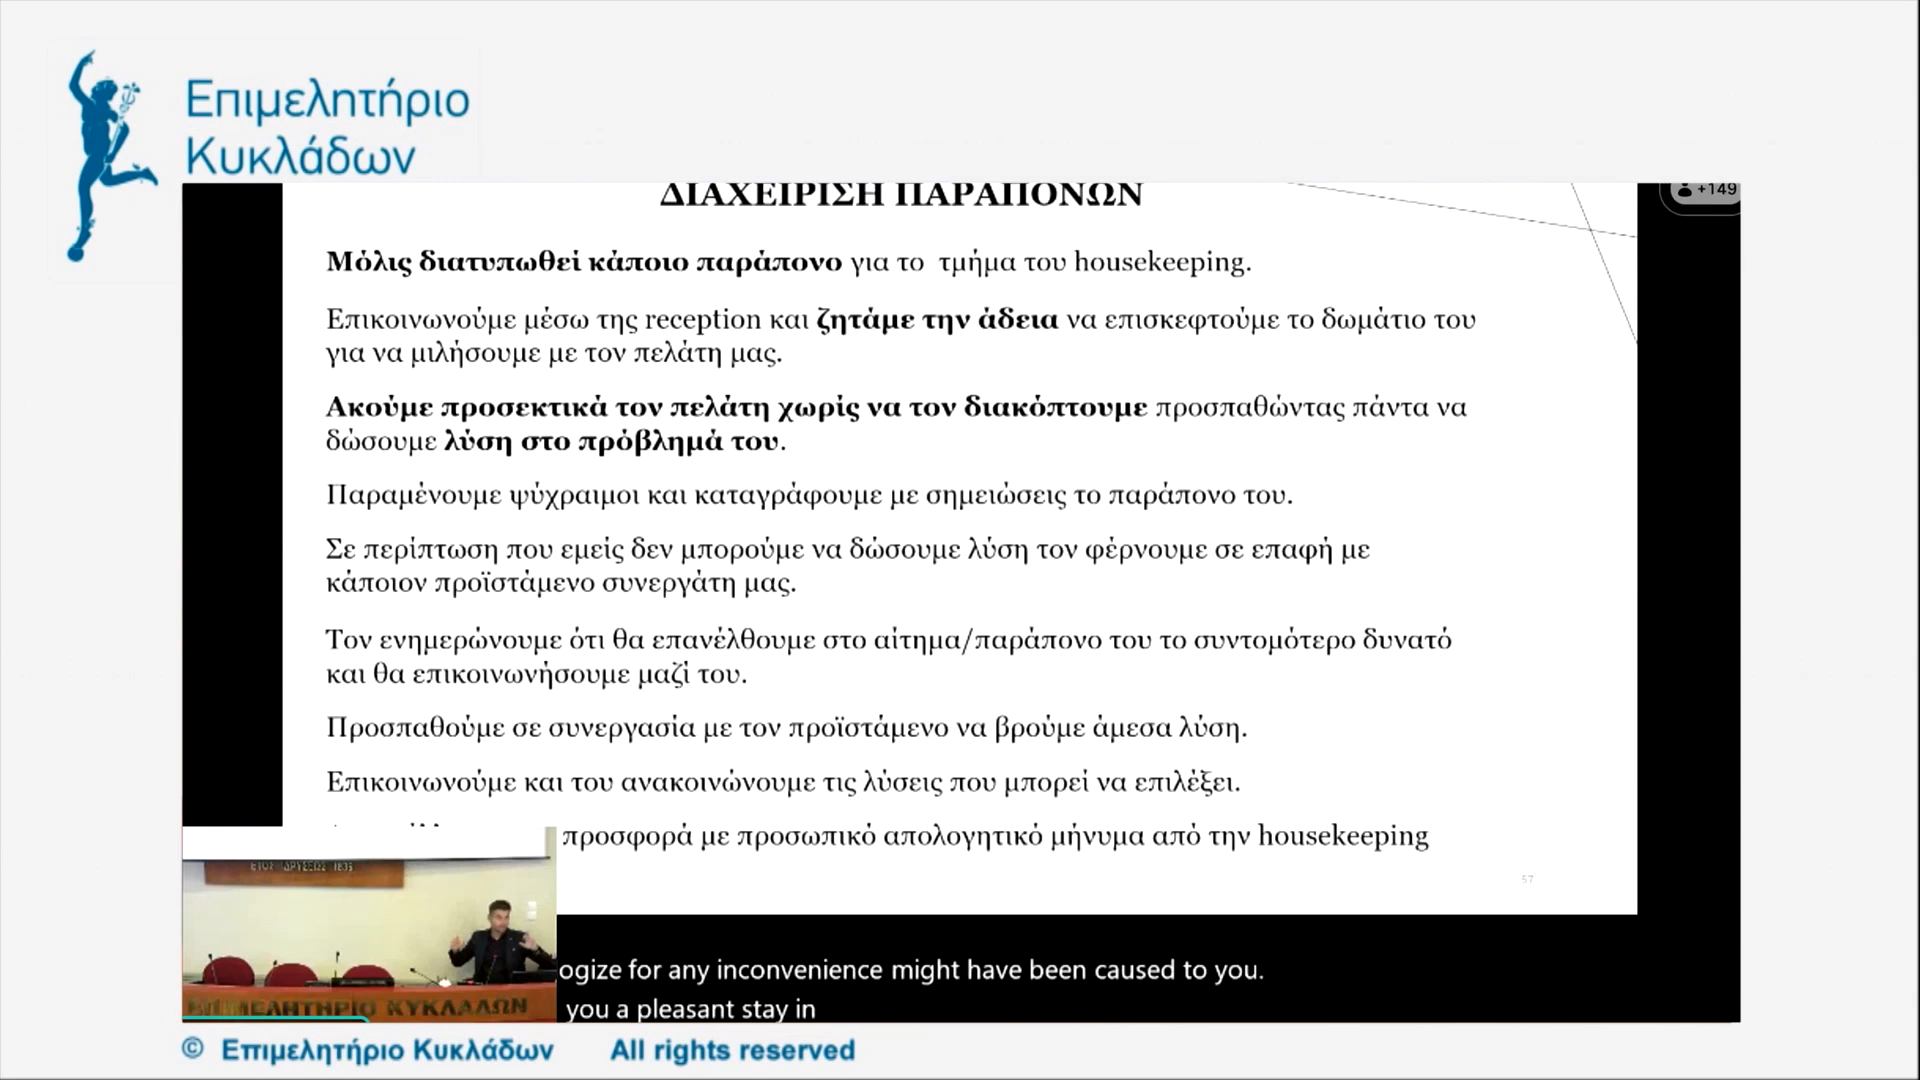 Επιμελητήριο
Κυκλάδων
ΔΙΑΧΕΙΡΙΣΗ ΠΑΡΑΠΟΝΩΝ
+149
Μόλις διατυπωθεί κάποιο παράπονο για το τμήμα του housekeeping.
Επικοινωνούμε μέσω της reception και ζητάμε την άδεια να επισκεφτούμε το δωμάτιο του
για να μιλήσουμε με τον πελάτη μας.
Ακούμε προσεκτικά τον πελάτη χωρίς να τον διακόπτουμε προσπαθώντας πάντα να
δώσουμε λύση στο πρόβλημά του.
Παραμένουμε ψύχραιμοι και καταγράφουμε με σημειώσεις το παράπονο του.
Σε περίπτωση που εμείς δεν μπορούμε να δώσουμε λύση τον φέρνουμε σε επαφή με
κάποιον προϊστάμενο συνεργάτη μας.
Τον ενημερώνουμε ότι θα επανέλθουμε στο αίτημα/παράπονο του το συντομότερο δυνατό
και θα επικοινωνήσουμε μαζί του.
Προσπαθούμε σε συνεργασία με τον προϊστάμενο να βρούμε άμεσα λύση.
Επικοινωνούμε και του ανακοινώνουμε τις λύσεις που μπορεί να επιλέξει.
προσφορά με προσωπικό απολογητικό μήνυμα από την housekeeping
57
ΕΤΟΣ ΙΔΡΥΣΕΩΣ 1836
ogize for any inconvenience might have been caused to you.
you a pleasant stay in
ΕΠΙΜΕΛΗΤΗΡΙΟ ΚΥΚΛΑΔΩΝ
© Επιμελητήριο Κυκλάδων All rights reserved